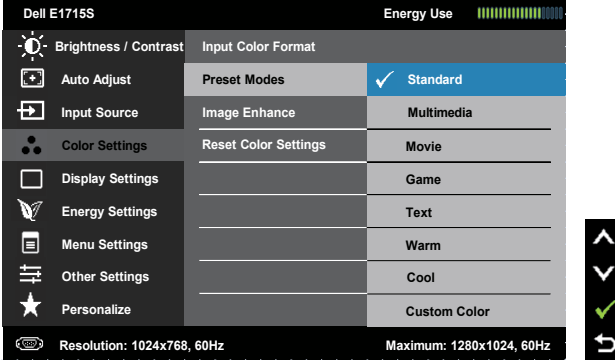 Dell E1715S Energy Use
Brightness / Contrast Input Color Format
Auto Adjust Preset Modes Standard
Input Source Image Enhance Multimedia
Color Settings Reset Color Settings Movie
Display Settings Game
Energy Settings Text
Menu Settings Warm
Other Settings Cool
Personalize Custom Color
Resolution: 1024x768, 60Hz Maximum: 1280x1024, 60Hz